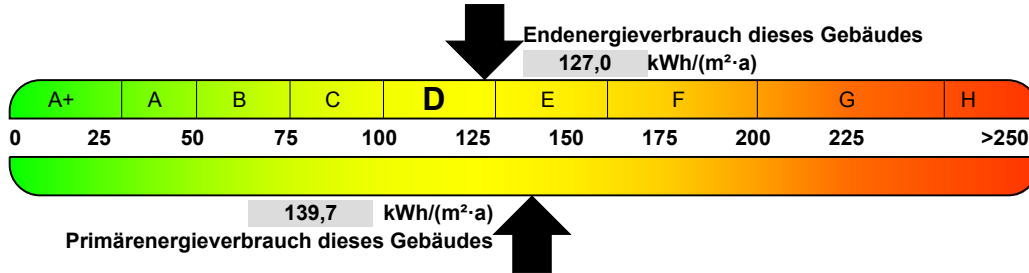 Endenergieverbrauch dieses Gebäudes
127,0 kWh/(m²·a)
A+ A B C D E F G H
0 25 50 75 100 125 150 175 200 225 >250
139,7 kWh/(m²·a)
Primärenergieverbrauch dieses Gebäudes